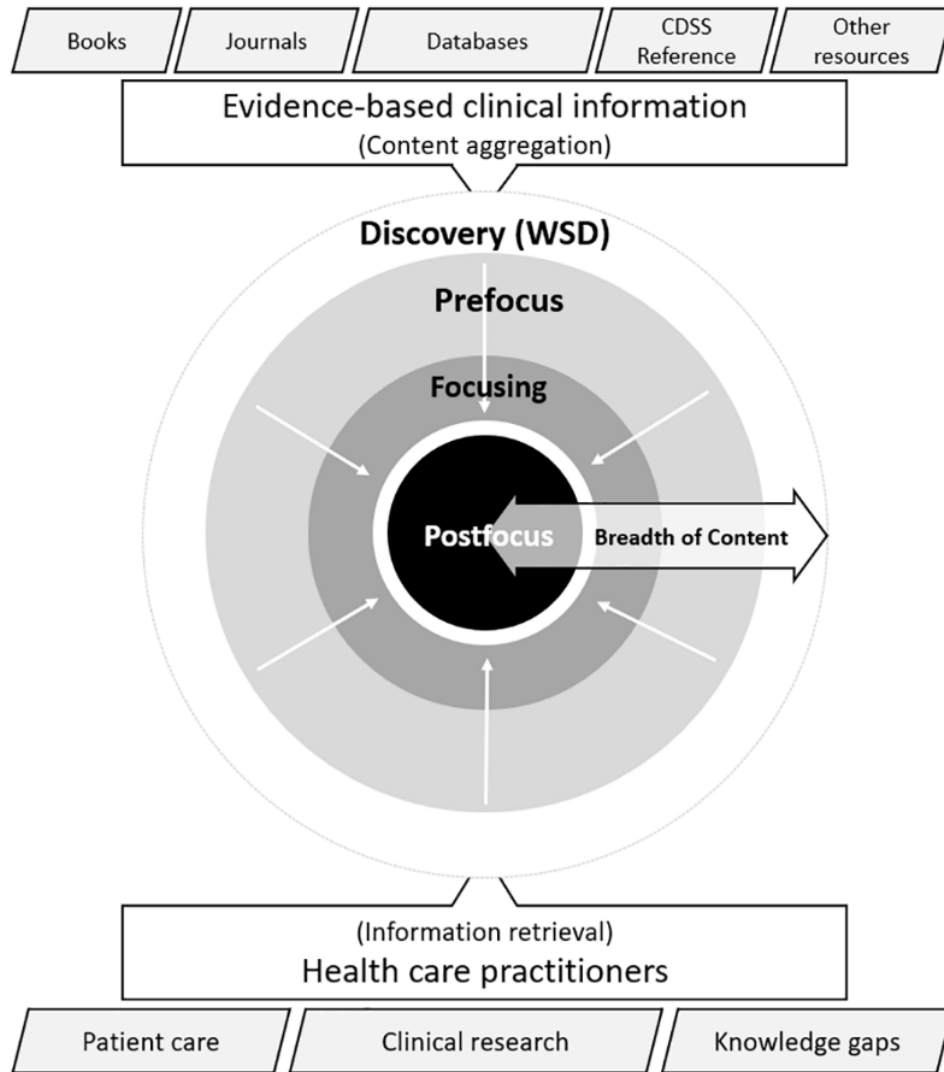 Books
Journals
Databases
CDSS
Reference
Other
resources
Evidence-based clinical information
(Content aggregation)
Discovery (WSD)
Prefocus
Focusing
Postfocus
Breadth of Content
(Information retrieval)
Health care practitioners
Patient care
Clinical research
Knowledge gaps